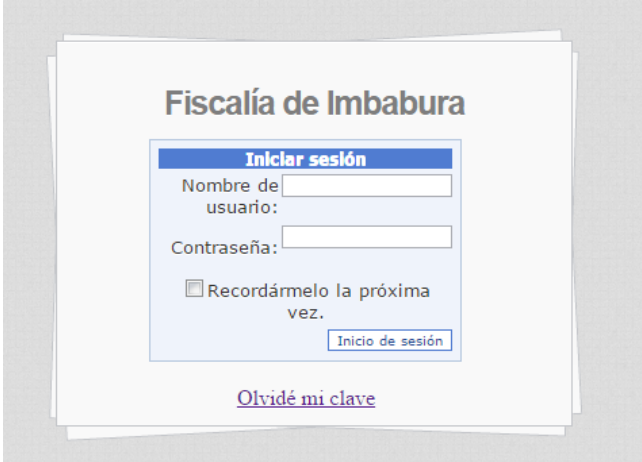 Fiscalía de Imbabura
Iniciar sesión
Nombre de
usuario:
Contraseña:
Recordármelo la próxima
vez.
Inicio de sesión
Olvidé mi clave